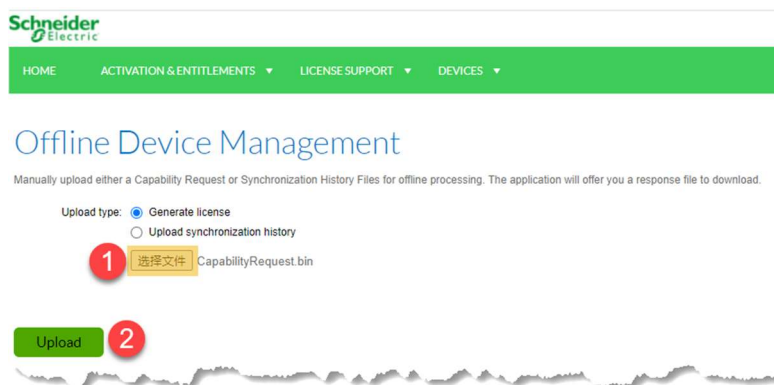 Schneider
Electric
HOME ACTIVATION & ENTITLEMENTS ▼ LICENSE SUPPORT ▼ DEVICES ▼
Offline Device Management
Manually upload either a Capability Request or Synchronization History Files for offline processing. The application will offer you a response file to download.
Upload type: Generate license
Upload synchronization history
1 选择文件 CapabilityRequest.bin
Upload 2